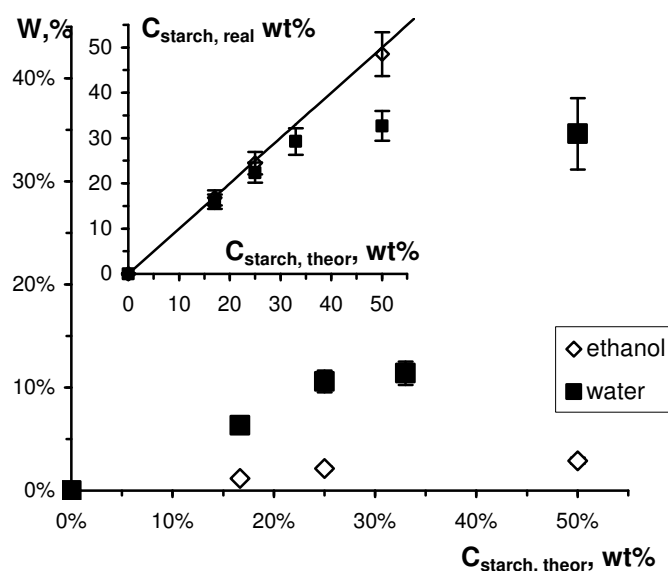 W,%
C starch, real wt%
50
40
30
20
10
0
C starch, theor, wt%
0 10 20 30 40 50
40%
30%
20%
10%
0%
ethanol
water
0% 10% 20% 30% 40% 50%
C starch, theor, wt%